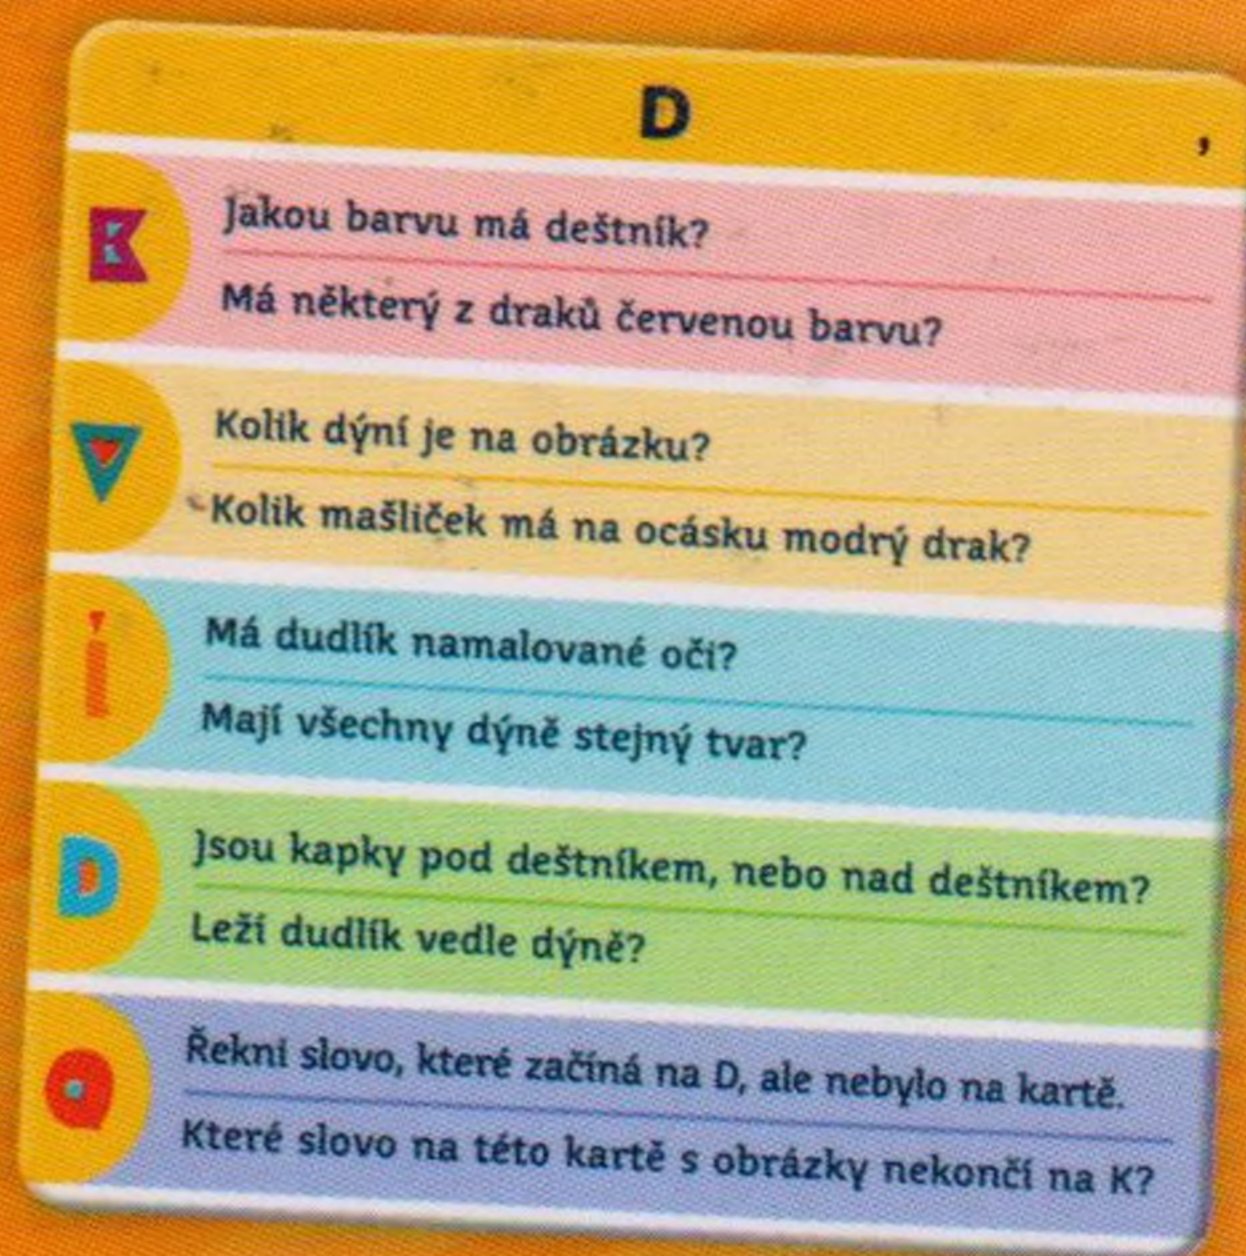 D ,
K
Jakou barvu má deštník?
Má některý z draků červenou barvu?
V
Kolik dýní je na obrázku?
Kolik mašliček má na ocásku modrý drak?
Í
Má dudlík namalované oči?
Mají všechny dýně stejný tvar?
D
Jsou kapky pod deštníkem, nebo nad deštníkem?
Leží dudlík vedle dýně?
O
Řekni slovo, které začíná na D, ale nebylo na kartě.
Které slovo na této kartě s obrázky nekončí na K?